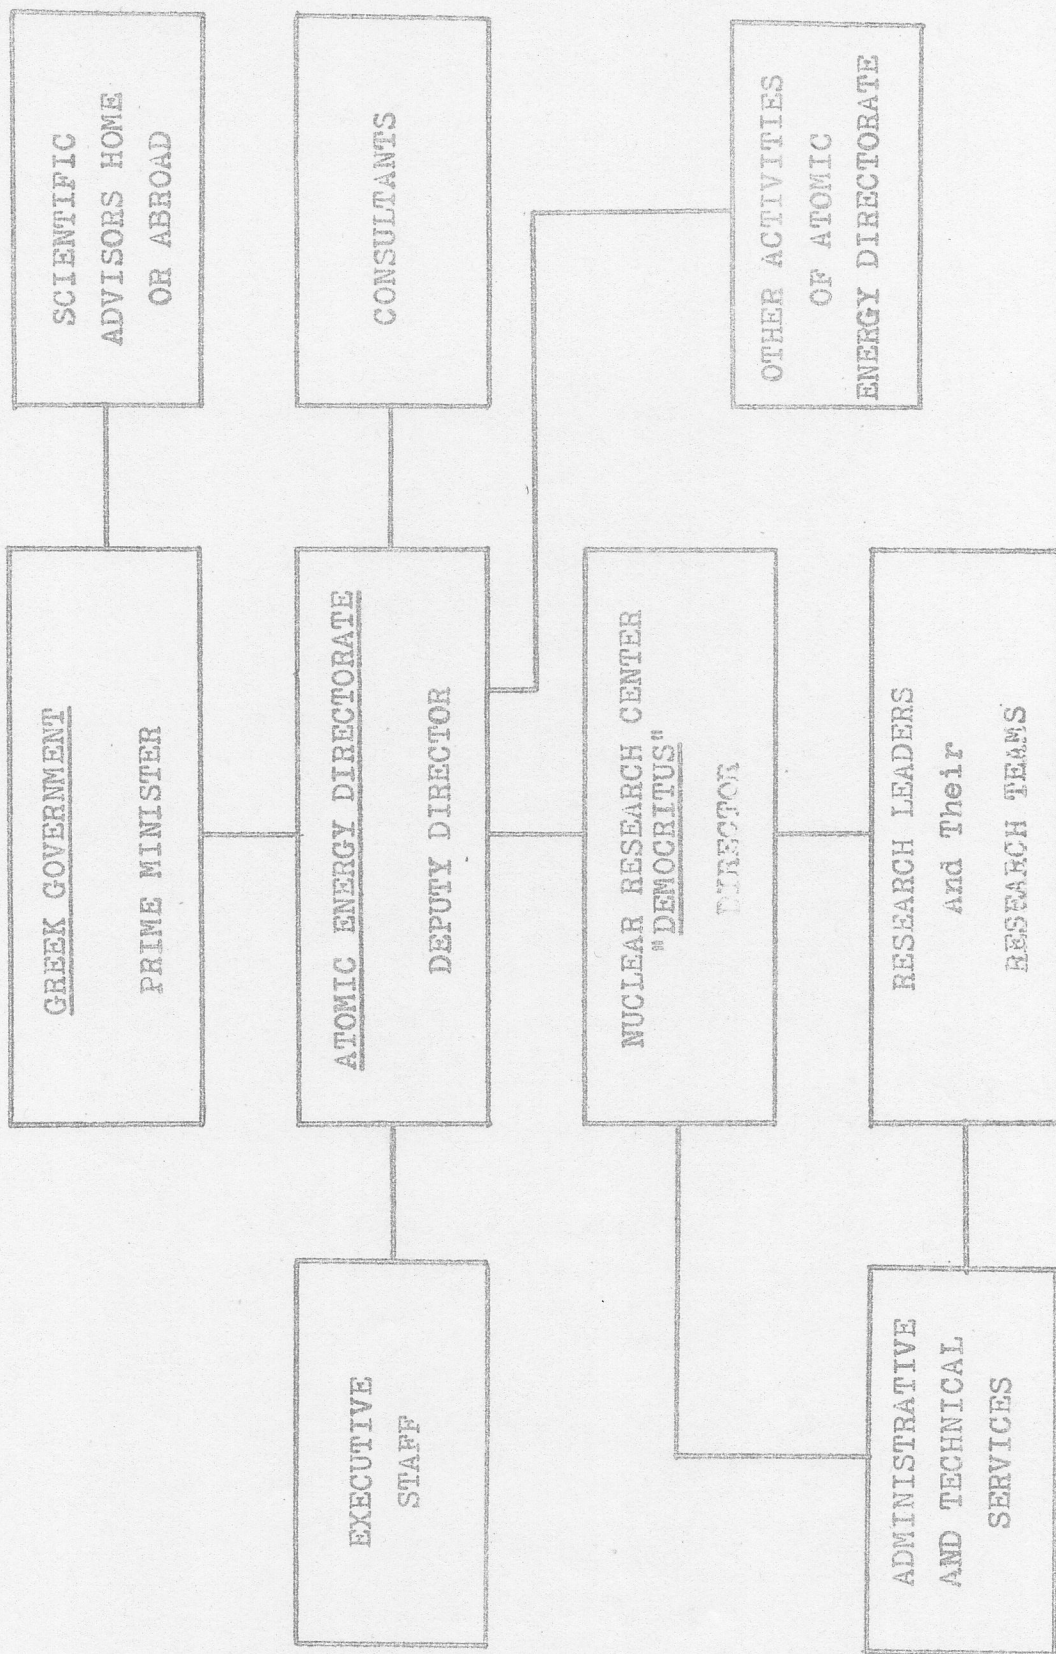 GREEK GOVERNMENT
PRIME MINISTER
SCIENTIFIC
ADVISORS HOME
OR ABROAD
EXECUTIVE
STAFF
ATOMIC ENERGY DIRECTORATE
DEPUTY DIRECTOR
CONSULTANTS
NUCLEAR RESEARCH CENTER
"DEMOCRITUS"
DIRECTOR
OTHER ACTIVITIES
OF ATOMIC
ENERGY DIRECTORATE
ADMINISTRATIVE
AND TECHNICAL
SERVICES
RESEARCH LEADERS
And Their
RESEARCH TEAMS